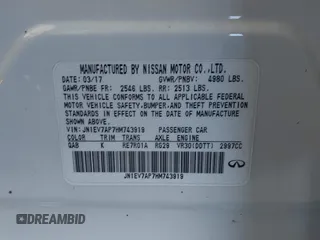 MANUFACTURED BY NISSAN MOTOR CO.,LTD.
DATE: 03/17 GVWR/PNBV: 4980 LBS.
GAWR/PNBE FR: 2546 LBS. RR: 2513 LBS.
THIS VEHICLE CONFORMS TO ALL APPLICABLE FEDERAL
MOTOR VEHICLE SAFETY,BUMPER,AND THEFT
PREVENTION STANDARDS IN EFFECT ON THE DATE OF
MANUFACTURE SHOWN ABOVE.
VIN: JN1EV7AP7HM743919 PASSENGER CAR
COLOR TRIM TRANS AXLE ENGINE
QAB K RE7R01A RG28 VR30(DDTT) 2997CC
JN1EV7AP7HM743919
DREAMBID
DREAMBID